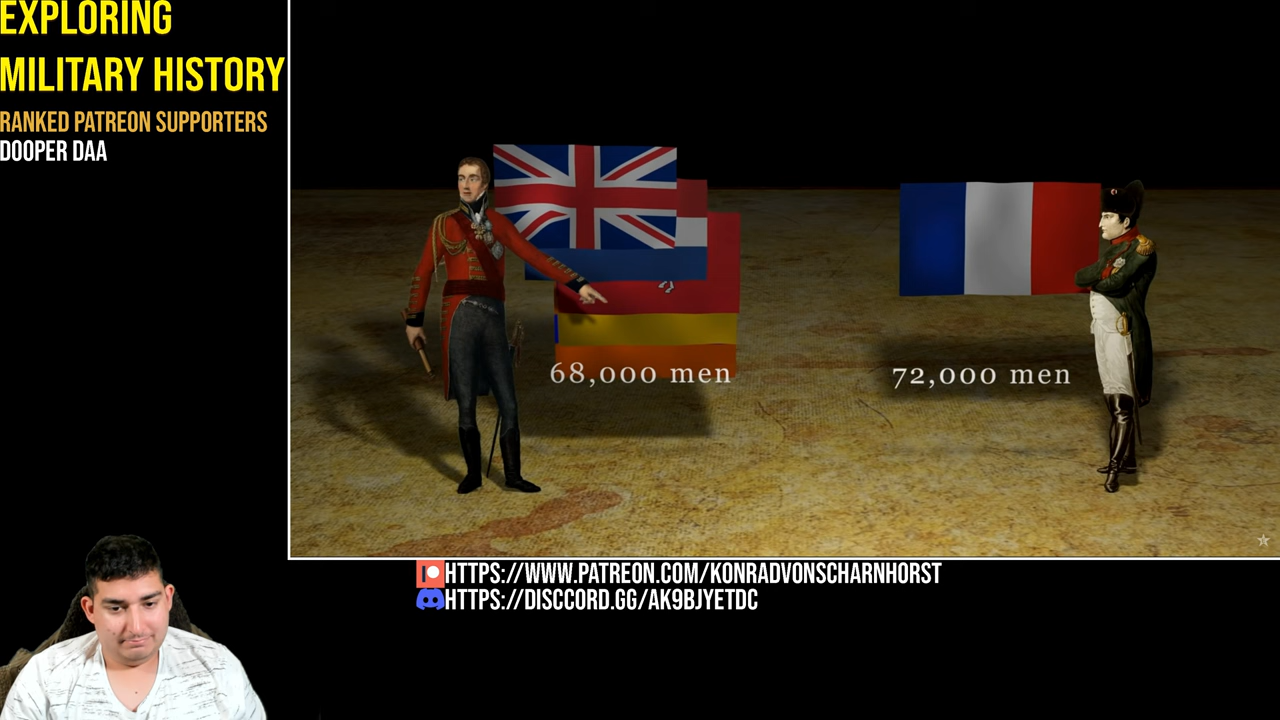 EXPLORING
MILITARY HISTORY
RANKED PATREON SUPPORTERS
DOOPER DAA
68,000 men
72,000 men
HTTPS://WWW.PATREON.COM/KONRADVONSCHARNHORST
HTTPS://DISCCORD.GG/AK9BJYETDC